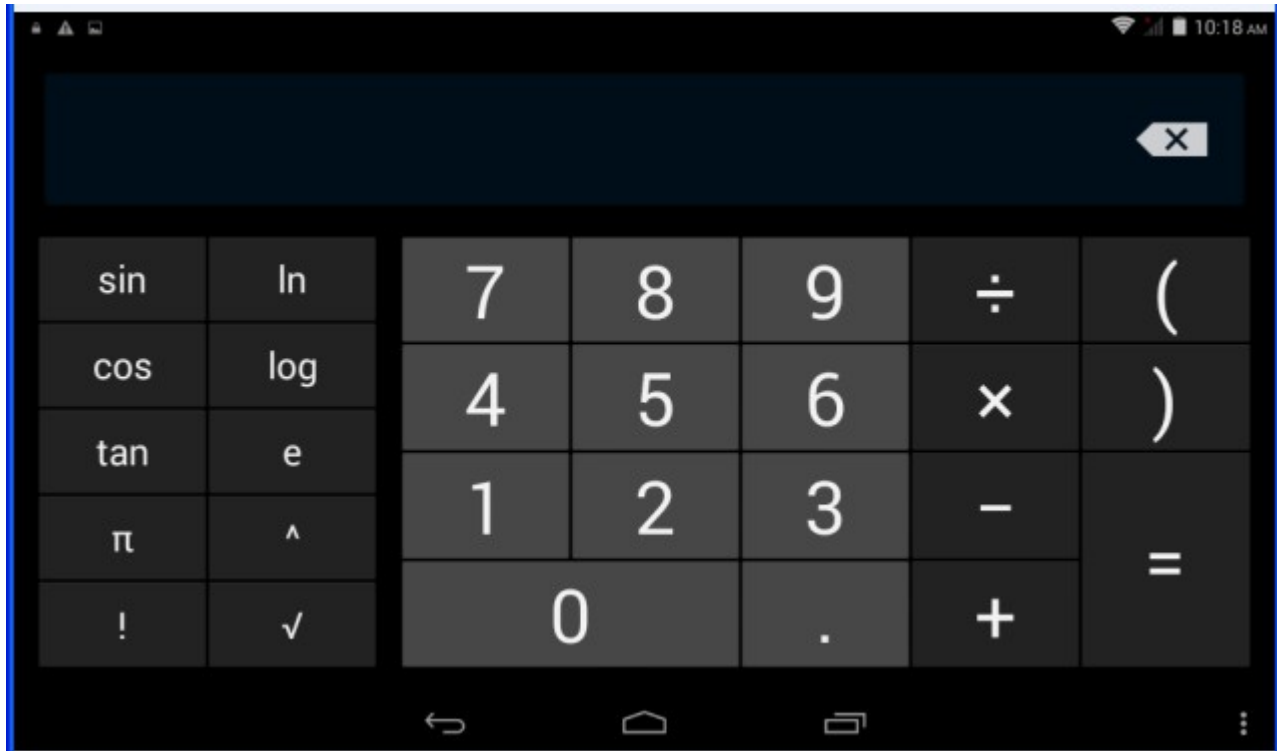 10:18 AM
sin ln 7 8 9 ÷ (
cos log 4 5 6 × )
tan e 1 2 3 −
π ^ =
! √ 0 . +